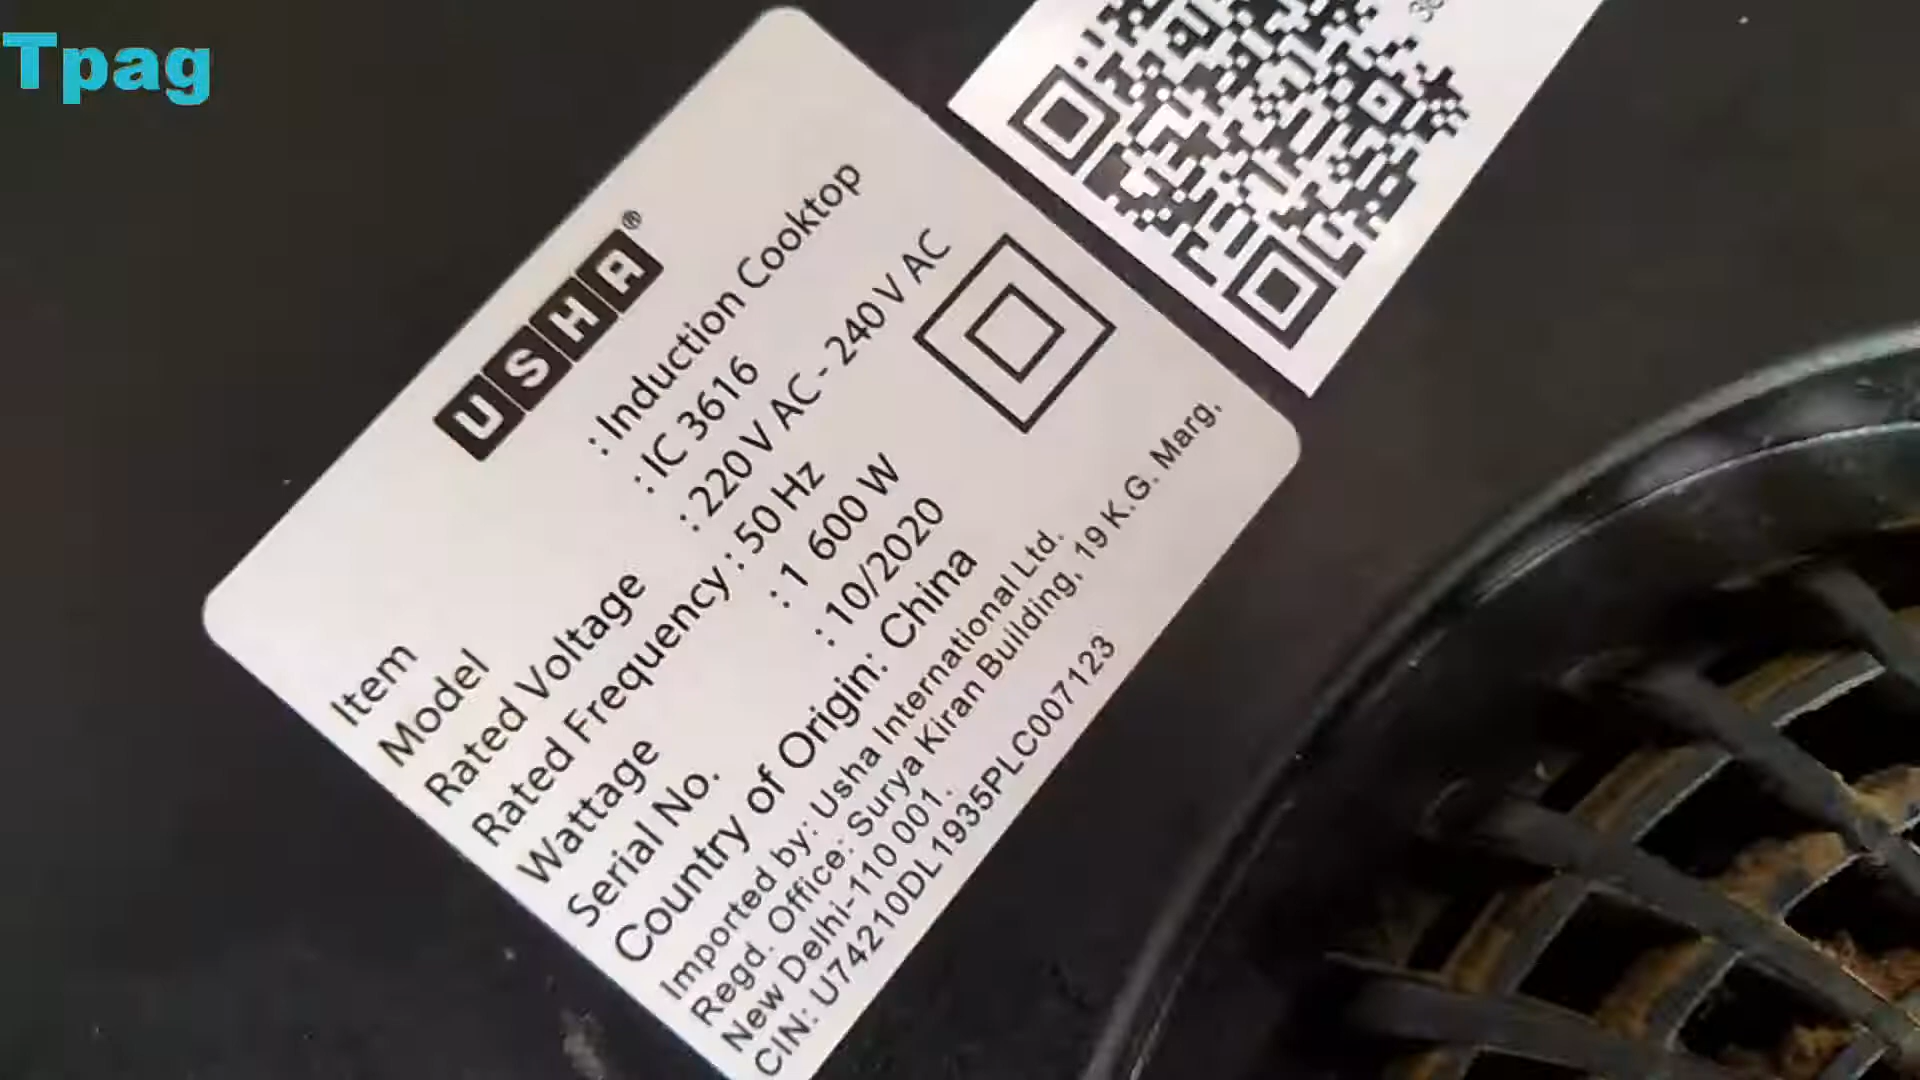 Tpag
USHA®
Item : Induction Cooktop
Model : IC 3616
Rated Voltage : 220 V AC - 240 V AC
Rated Frequency : 50 Hz
Wattage : 1 600 W
Serial No. : 10/2020
Country of Origin: China
Imported by: Usha International Ltd.
Regd. Office: Surya Kiran Building, 19 K.G. Marg,
New Delhi-110 001.
CIN: U74210DL1935PLC007123